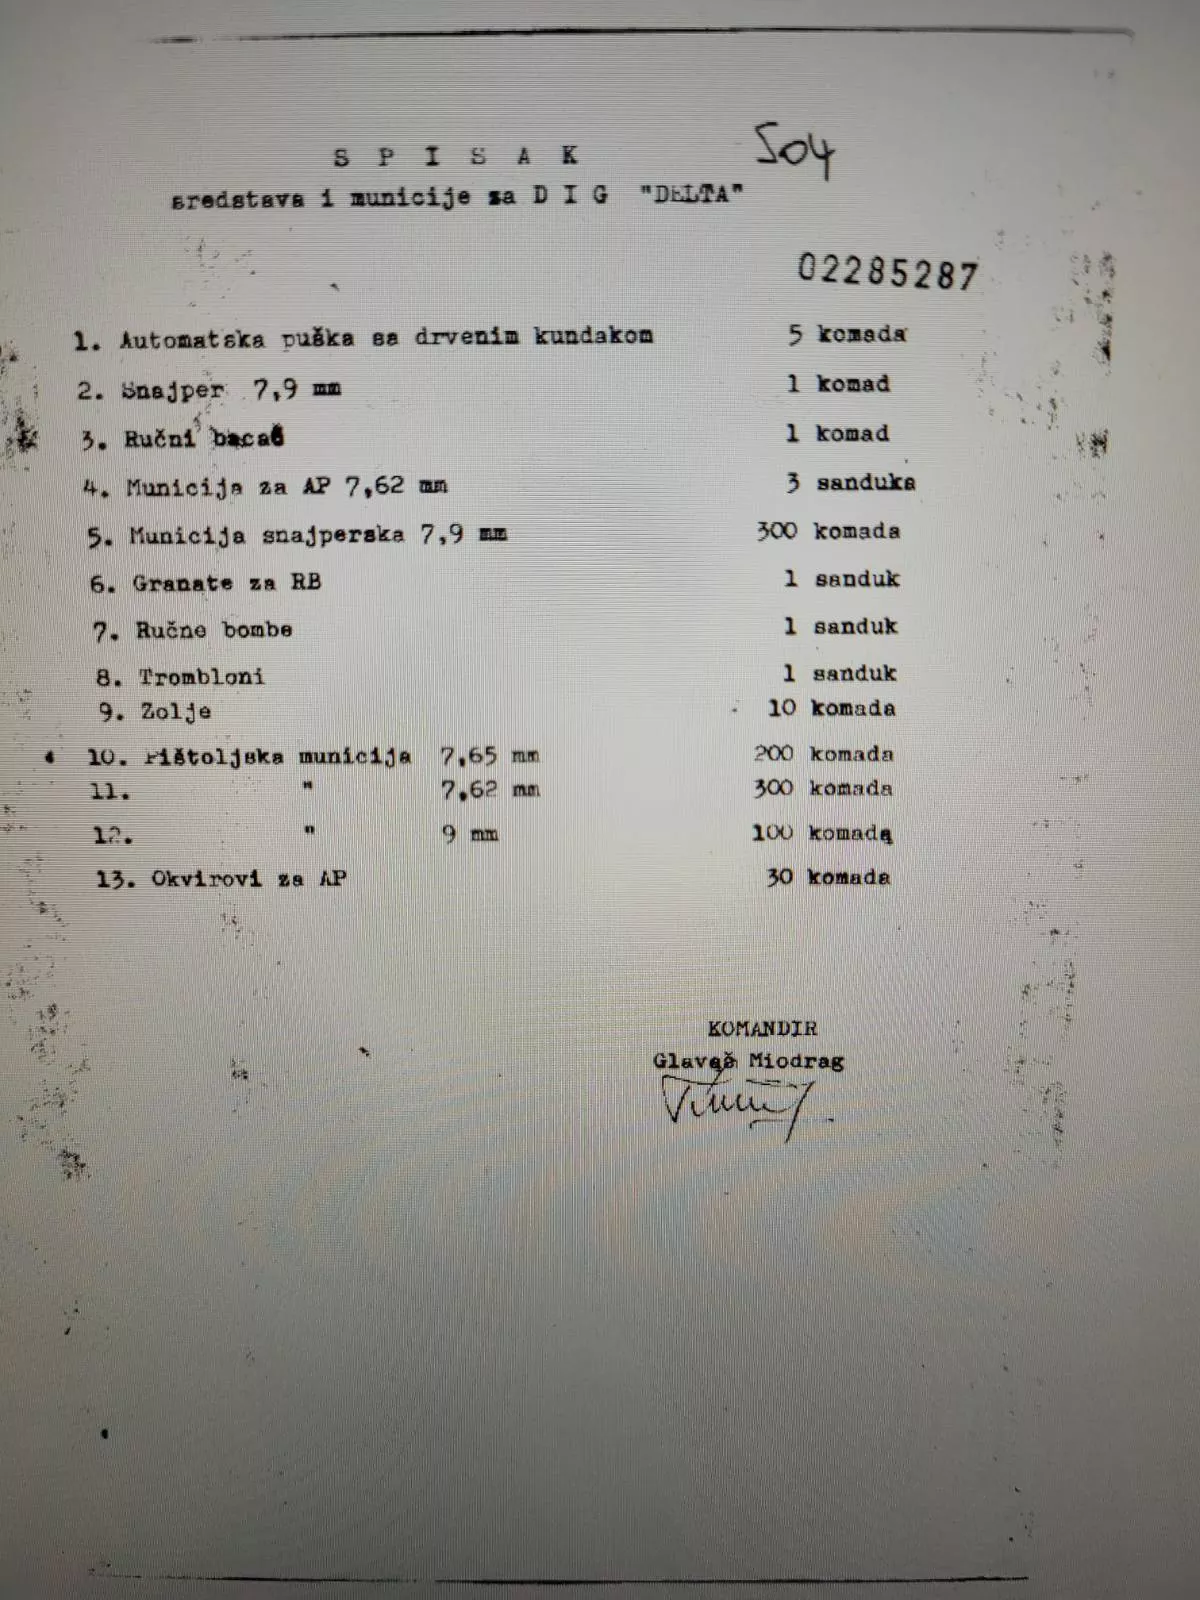 S P I S A K
504
sredstava i municije za D I G "DELTA"
02285287
1. Automatska puška sa drvenim kundakom 5 komada
2. Snajper 7,9 mm 1 komad
3. Ručni bacač 1 komad
4. Municija za AP 7,62 mm 3 sanduka
5. Municija snajperska 7,9 mm 300 komada
6. Granate za RB 1 sanduk
7. Ručne bombe 1 sanduk
8. Trombloni 1 sanduk
9. Zolje 10 komada
10. Pištoljska municija 7,65 mm 200 komada
11. " 7,62 mm 300 komada
12. " 9 mm 100 komada
13. Okvirovi za AP 30 komada
KOMANDIR
Glavaš Miodrag